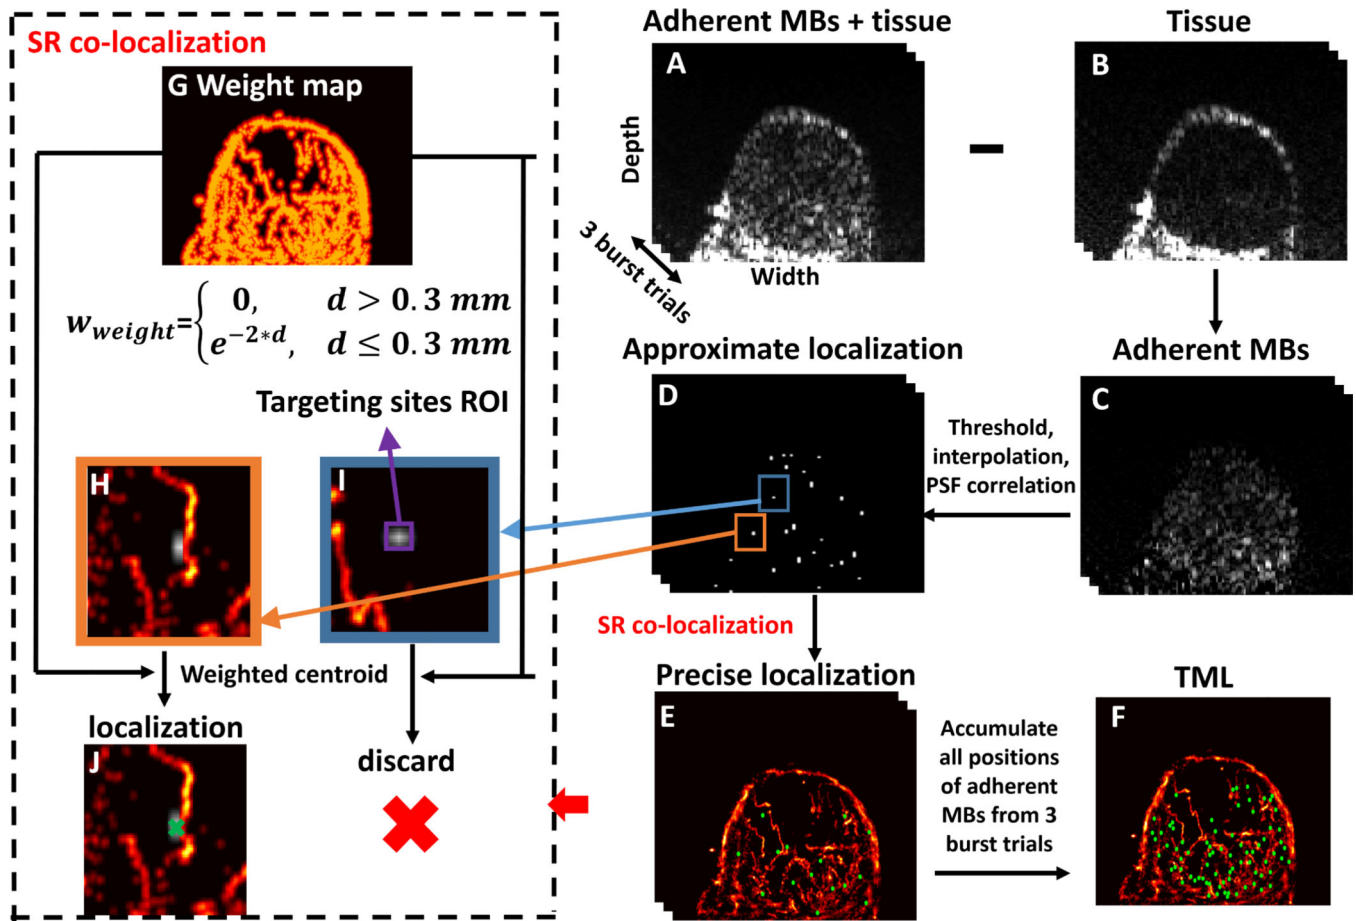 SR co-localization
G Weight map
w_weight = { 0, d > 0.3 mm
e^{-2*d}, d ≤ 0.3 mm
Targeting sites ROI
H
I
Weighted centroid
localization
J
discard
Adherent MBs + tissue
A
Depth
3 burst trials
Width
Tissue
B
Adherent MBs
C
Threshold,
interpolation,
PSF correlation
Approximate localization
D
SR co-localization
Precise localization
E
Accumulate
all positions
of adherent
MBs from 3
burst trials
TML
F